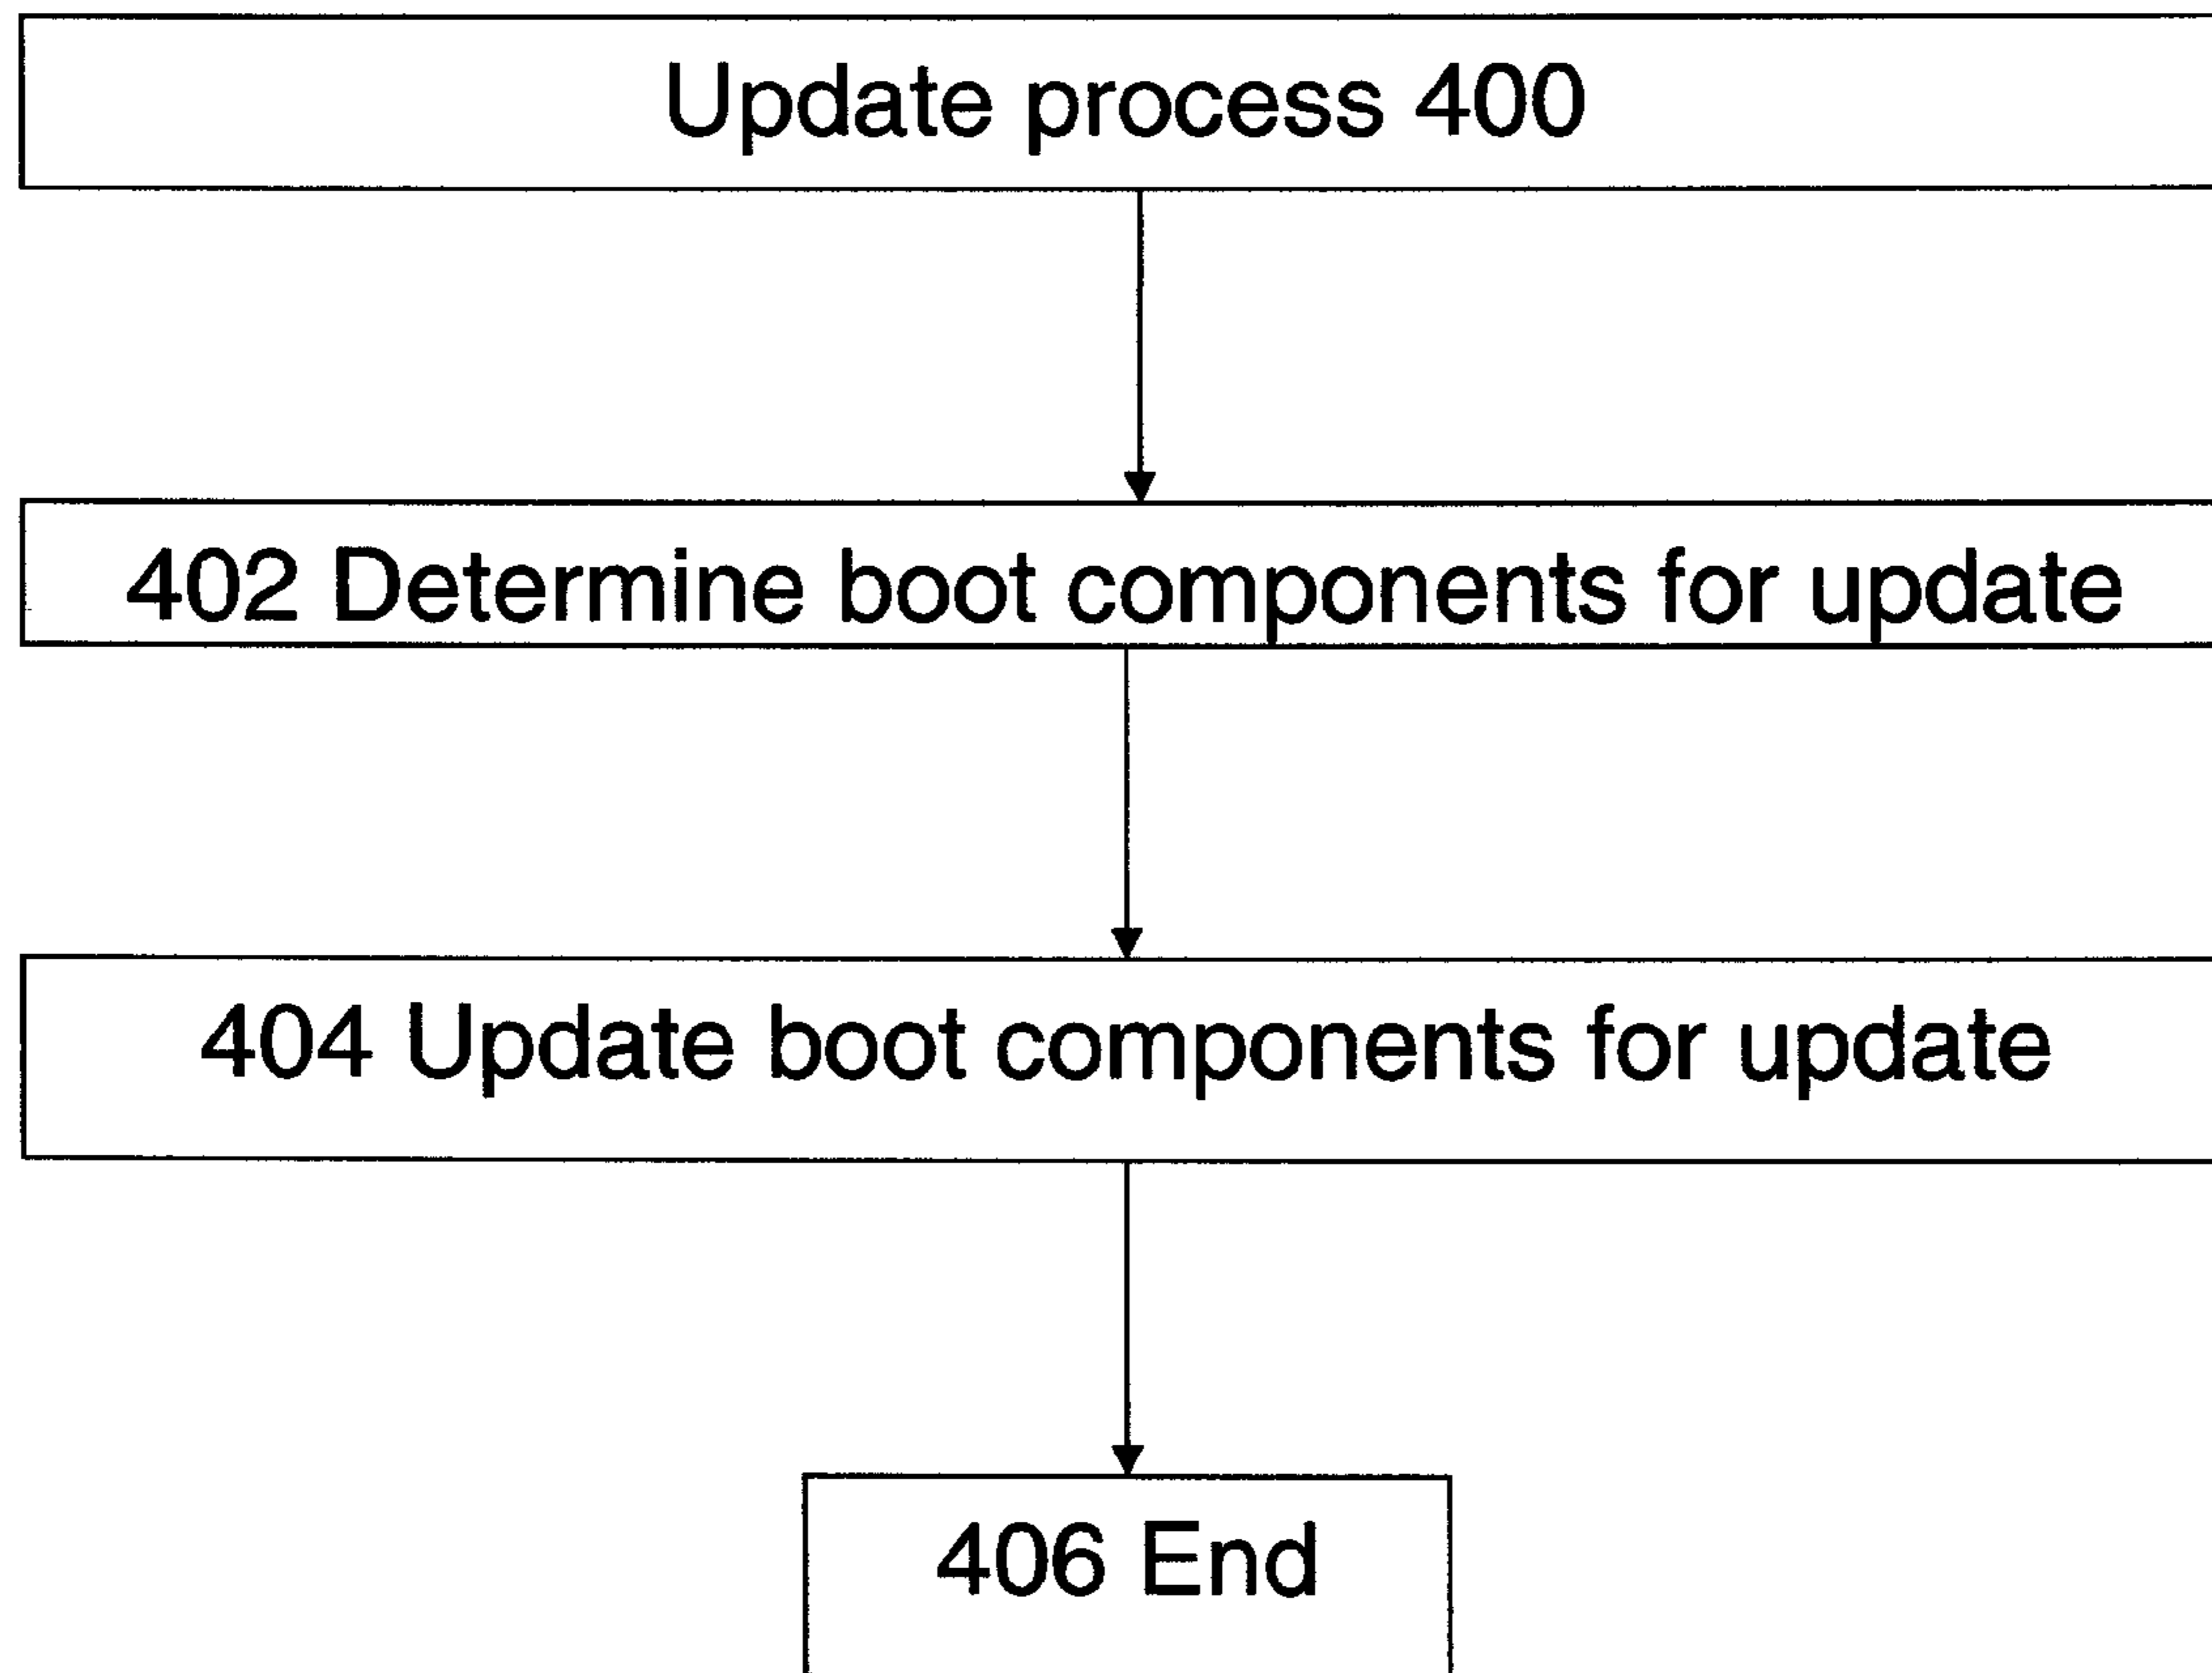 Update process 400
402 Determine boot components for update
404 Update boot components for update
406 End